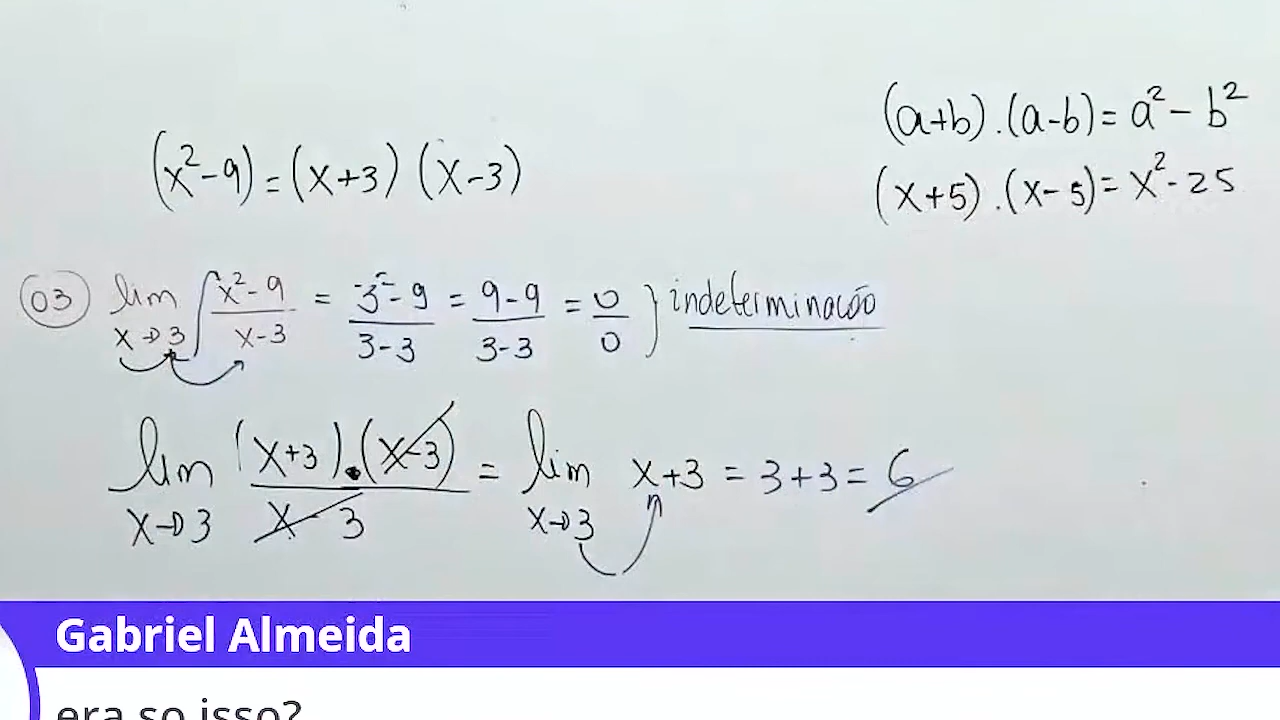 (a+b).(a-b)= a² - b²
(x²-9)=(x+3) (x-3)
(x+5).(x-5)= x²-25
03 lim x→3 x²-9 / x-3 = 3²-9 / 3-3 = 9-9 / 3-3 = 0 / 0 } indeterminação
lim x→3 (x+3).(x-3) / x-3 = lim x→3 x+3 = 3+3 = 6
Gabriel Almeida
era so isso?